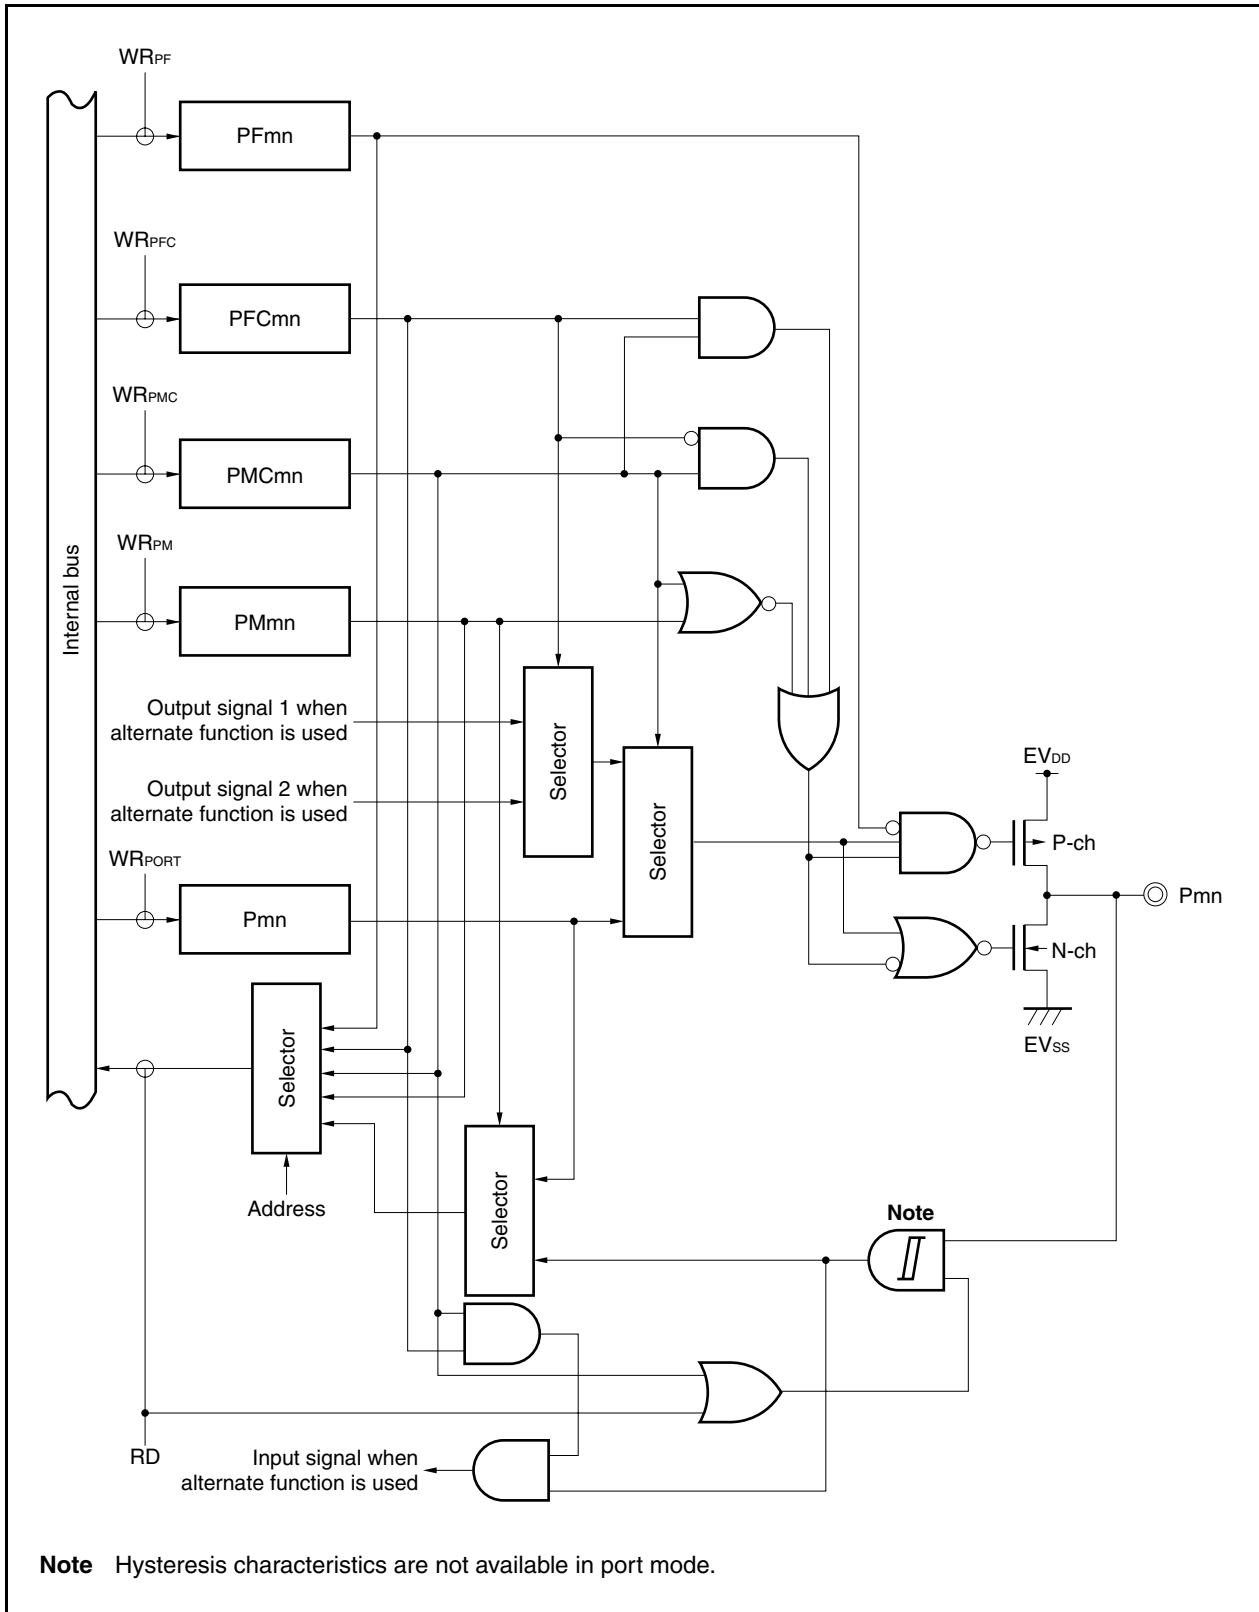 WRPF
PFmn
WRPFC
PFCmn
WRPMC
PMCmn
WRPM
PMmn
Internal bus
Output signal 1 when
alternate function is used
Output signal 2 when
alternate function is used
Selector
Selector
EVDD
P-ch
WRPORT
Pmn
Pmn
N-ch
EVSS
Selector
Address
Selector
Note
RD
Input signal when
alternate function is used
Note Hysteresis characteristics are not available in port mode.